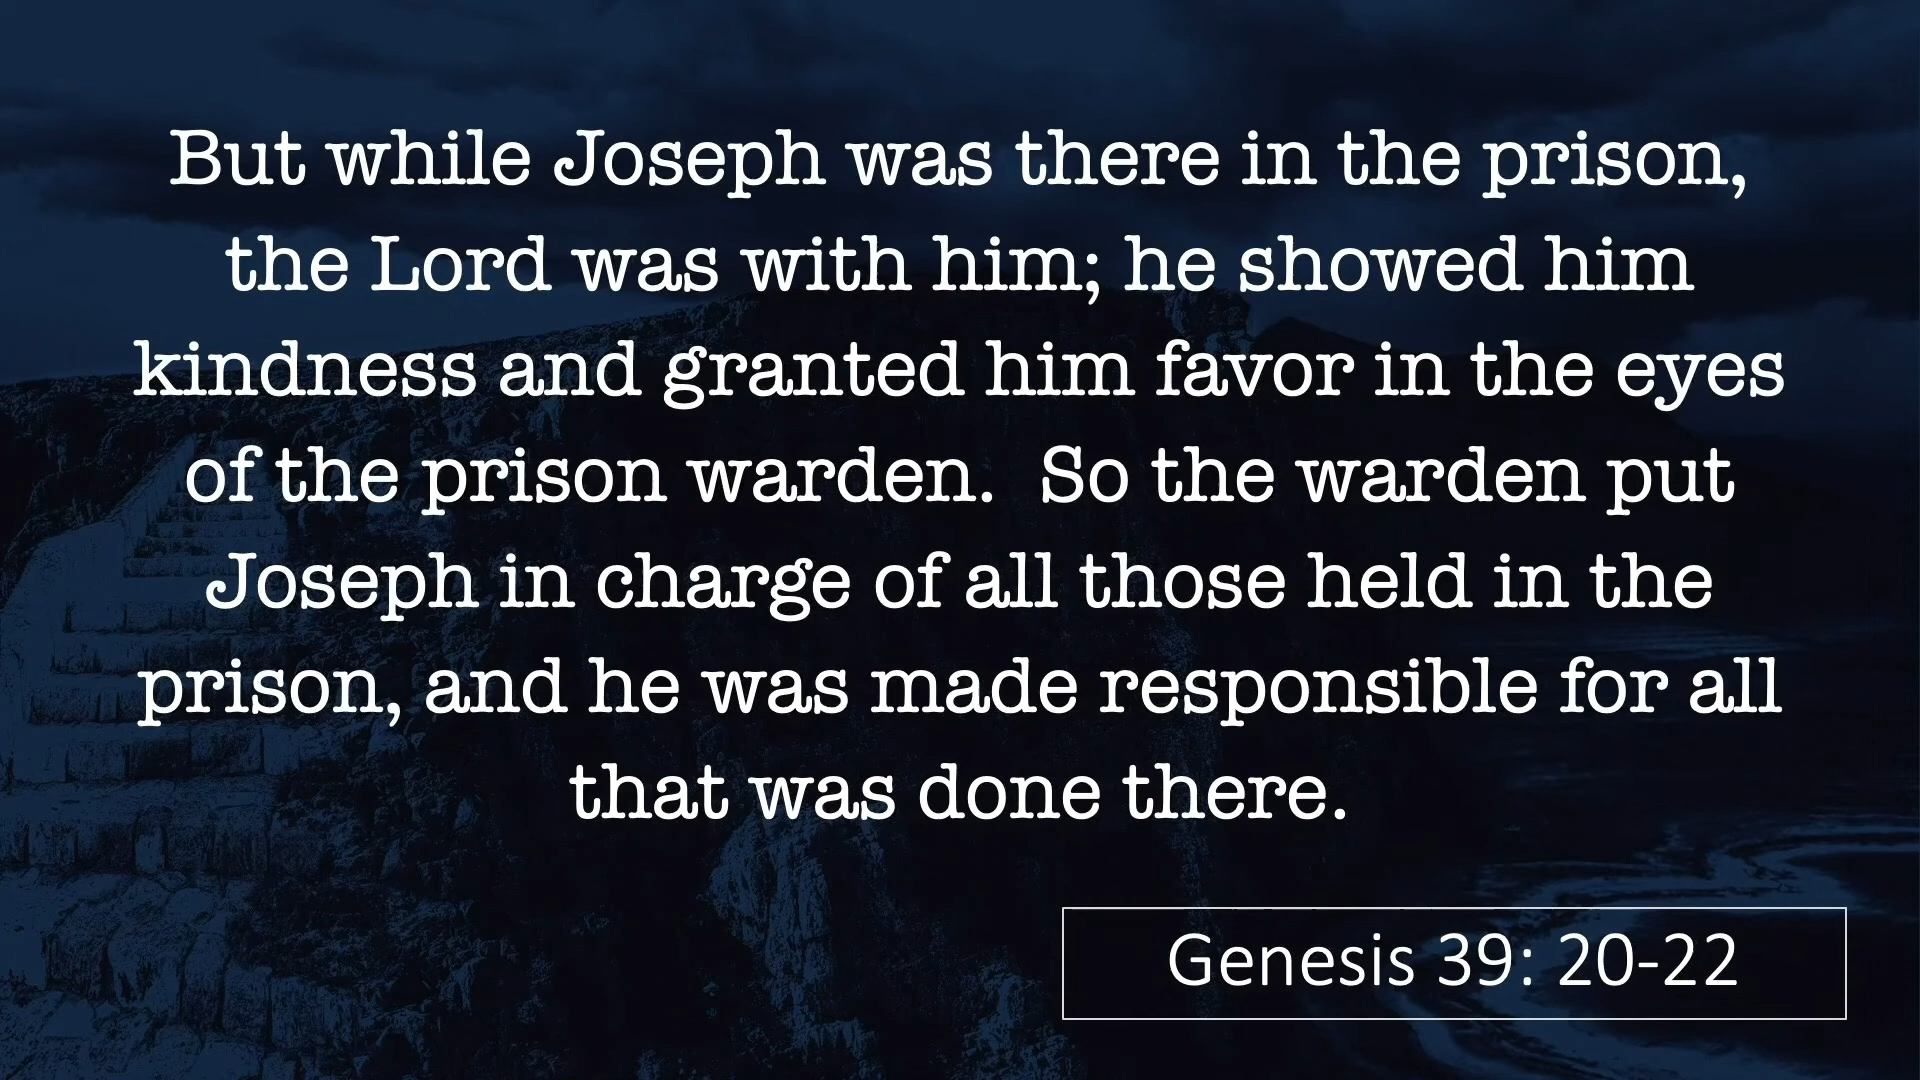 But while Joseph was there in the prison,
the Lord was with him; he showed him
kindness and granted him favor in the eyes
of the prison warden.  So the warden put
Joseph in charge of all those held in the
prison, and he was made responsible for all
that was done there.
Genesis 39: 20-22